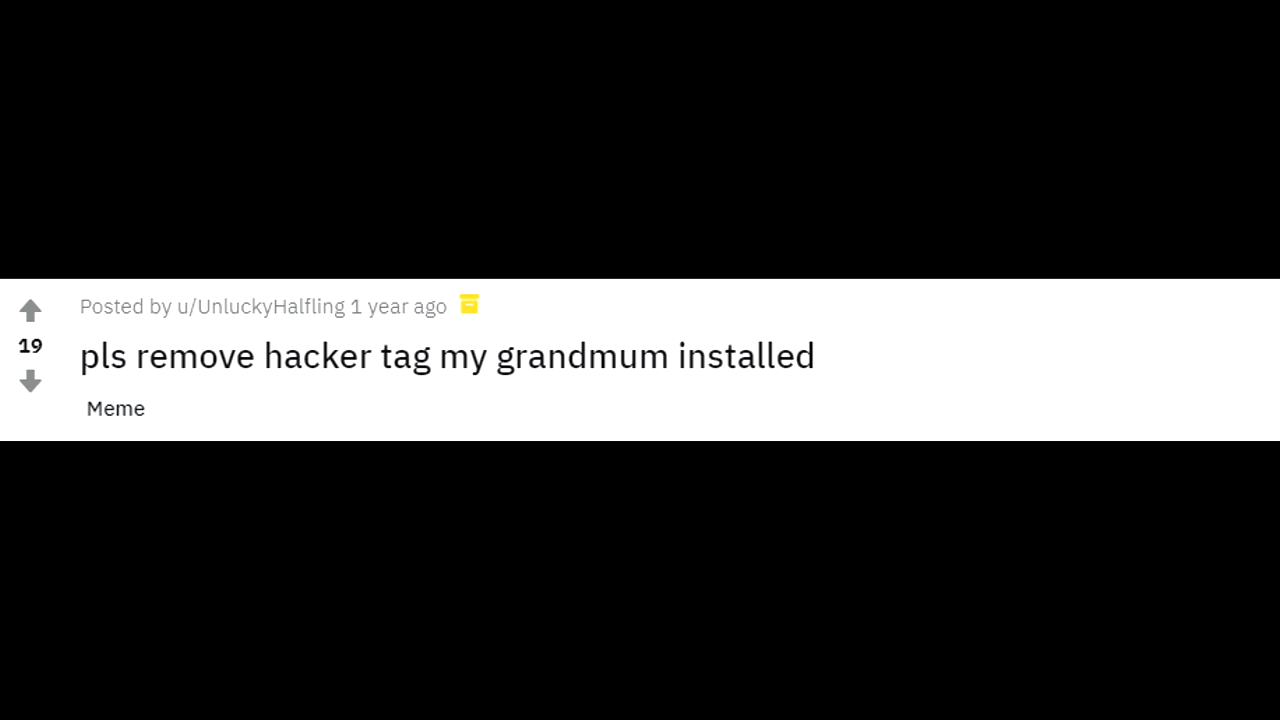 Posted by u/UnluckyHalfling 1 year ago
19
pls remove hacker tag my grandmum installed
Meme